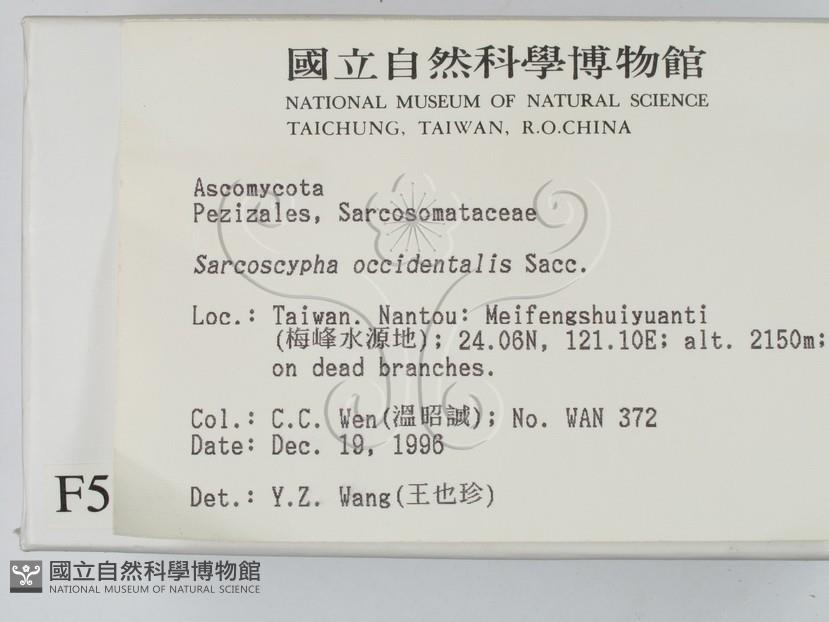 國立自然科學博物館
NATIONAL MUSEUM OF NATURAL SCIENCE
TAICHUNG, TAIWAN, R.O.CHINA
Ascomycota
Pezizales, Sarcosomataceae
Sarcoscypha occidentalis Sacc.
Loc.: Taiwan. Nantou: Meifengshuiyuanti
(梅峰水源地); 24.06N, 121.10E; alt. 2150m;
on dead branches.
Col.: C.C. Wen(溫昭誠); No. WAN 372
Date: Dec. 19, 1996
Det.: Y.Z. Wang(王也珍)
F5
國立自然科學博物館
NATIONAL MUSEUM OF NATURAL SCIENCE